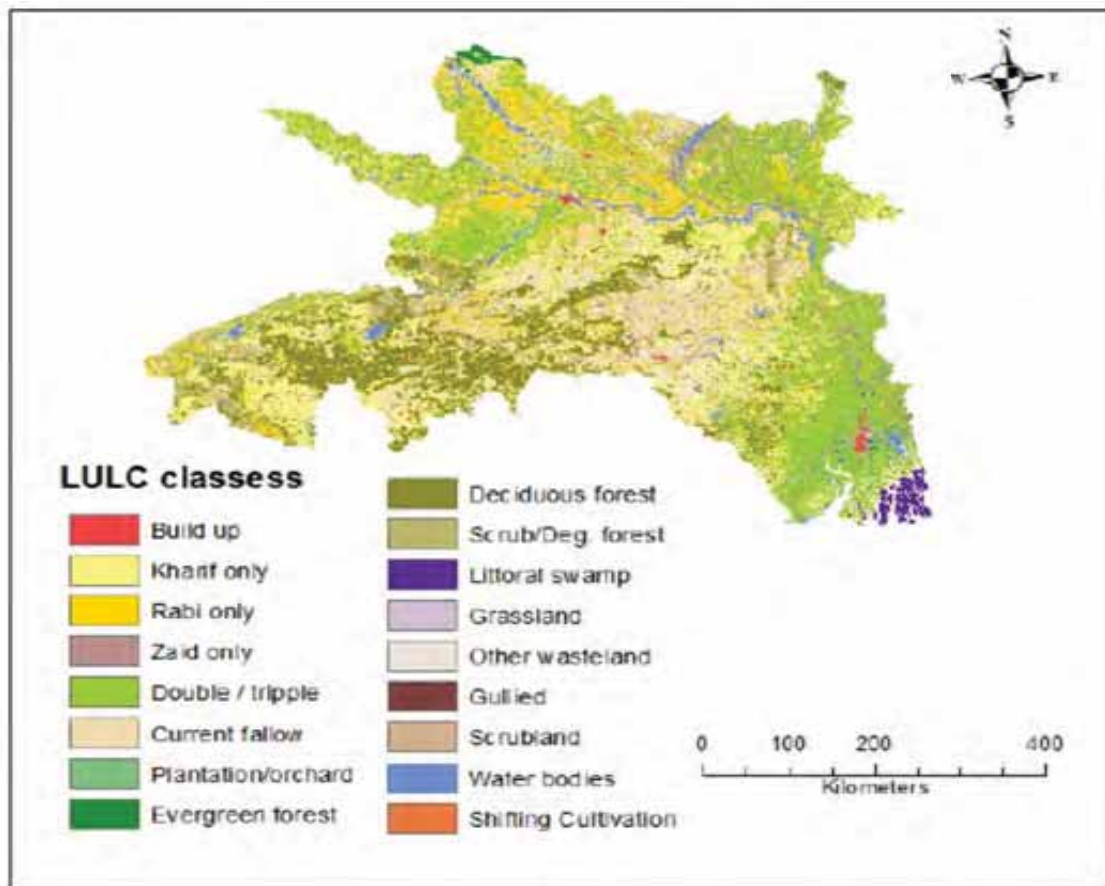 N
W E
S
LULC classess
Build up
Kharif only
Rabi only
Zaid only
Double / tripple
Current fallow
Plantation/orchard
Evergreen forest
Deciduous forest
Scrub/Deg. forest
Littoral swamp
Grassland
Other wasteland
Gullied
Scrubland
Water bodies
Shifting Cultivation
0 100 200 400
Kilometers